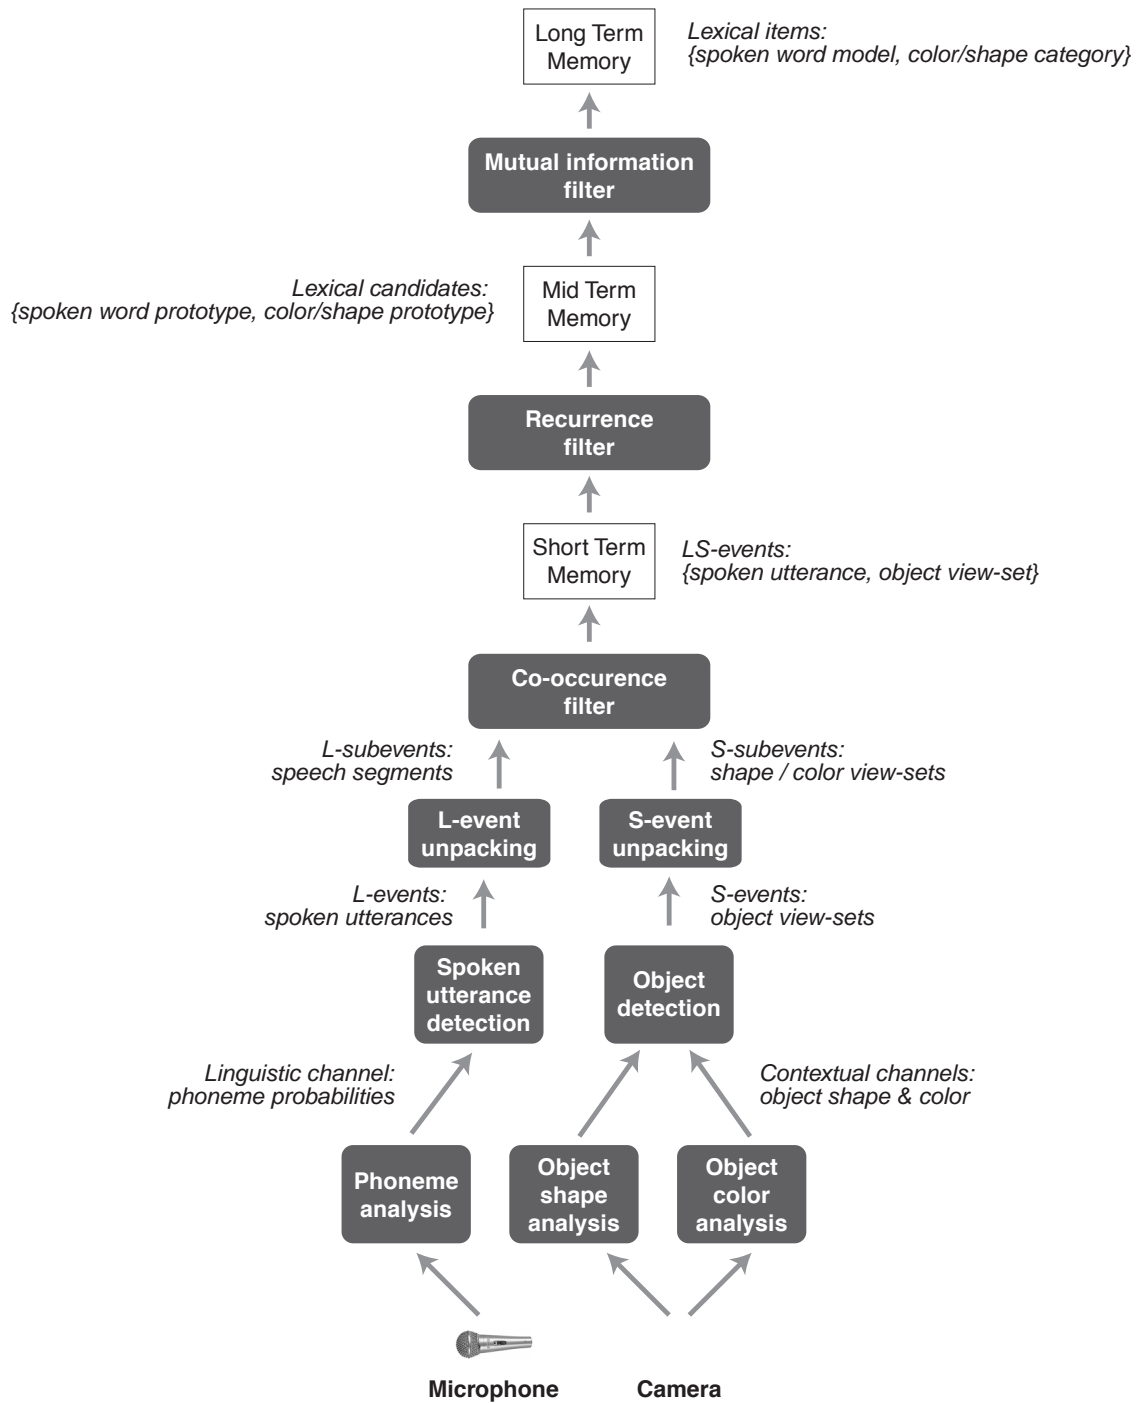 Long Term
Memory
Lexical items:
{spoken word model, color/shape category}
Mutual information
filter
Lexical candidates:
{spoken word prototype, color/shape prototype}
Mid Term
Memory
Recurrence
filter
Short Term
Memory
LS-events:
{spoken utterance, object view-set}
Co-occurence
filter
L-subevents:
speech segments
S-subevents:
shape / color view-sets
L-event
unpacking
S-event
unpacking
L-events:
spoken utterances
S-events:
object view-sets
Spoken
utterance
detection
Object
detection
Linguistic channel:
phoneme probabilities
Contextual channels:
object shape & color
Phoneme
analysis
Object
shape
analysis
Object
color
analysis
Microphone
Camera